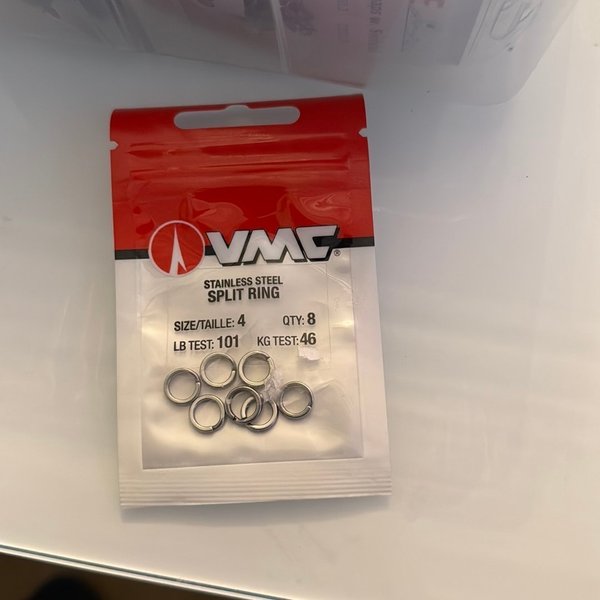 VMC®
STAINLESS STEEL
SPLIT RING
SIZE/TAILLE: 4 QTY: 8
LB TEST: 101 KG TEST: 46